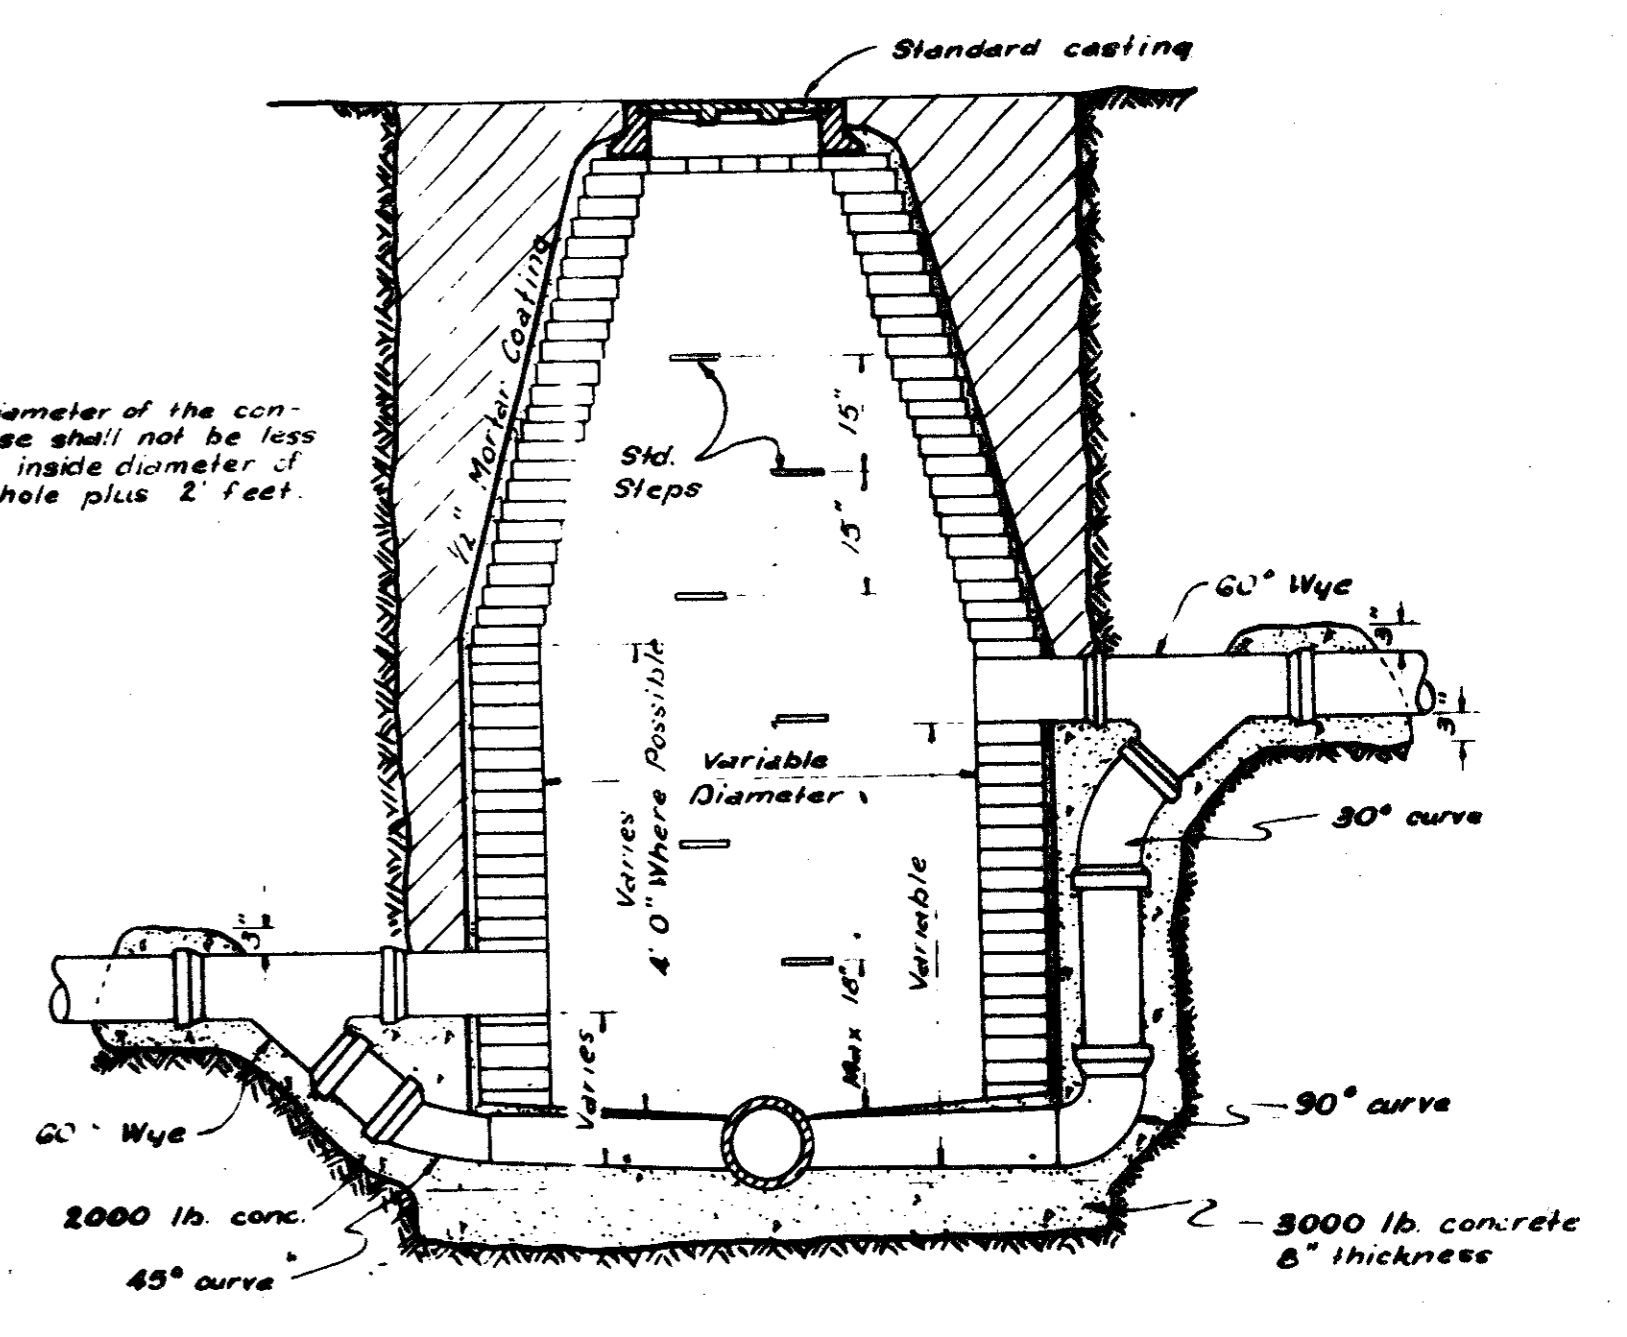 Standard casting
iameter of the con-
se shall not be less
inside diameter of
hole plus 2' feet.
1/2" Mortar Coating
Std.
Steps
15"
15"
60° Wye
3"
3"
Varies
4' 0" Where Possible
Variable
Diameter
30° curve
Variable
Max 18"
3"
Varies
60° Wye
90° curve
2000 lb. conc.
3000 lb. concrete
8" thickness
45° curve